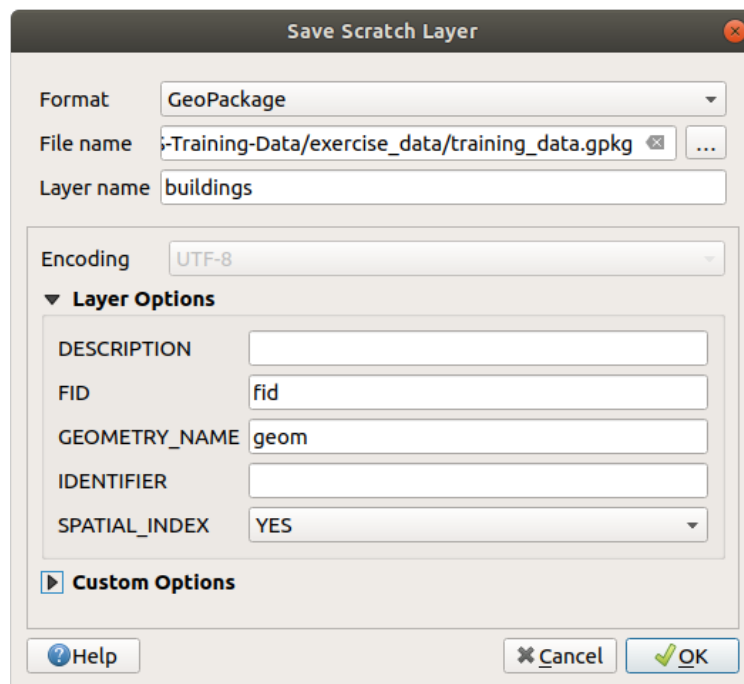 Save Scratch Layer
Format GeoPackage
File name -Training-Data/exercise_data/training_data.gpkg ...
Layer name buildings
Encoding UTF-8
Layer Options
DESCRIPTION
FID fid
GEOMETRY_NAME geom
IDENTIFIER
SPATIAL_INDEX YES
Custom Options
Help Cancel OK